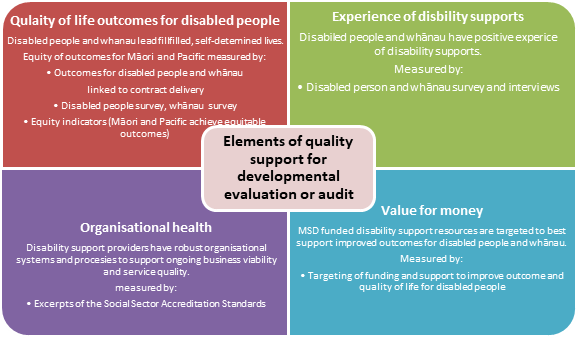 Qulaity of life outcomes for disabled people
Disabled people and whanau lead fillfilled, self-detemined lives.
Equity of outcomes for Māori and Pacific measured by:
• Outcomes for disabled people and whānau
linked to contract delivery
• Disabled people survey, whānau survey
• Equity indicators (Māori and Pacific achieve equitable
outcomes)
Experience of disbility supports
Disabiled people and whānau have positive experice
of disability supports.
Measured by:
• Disabled person and whānau survey and interviews
Elements of quality
support for
developmental
evaluation or audit
Organisational health
Disability support providers have robust organisational
systems and procesies to support ongoing business viability
and service quality.
measured by:
• Excerpts of the Social Sector Accreditation Standards
Value for money
MSD funded disability support resources are targeted to best
support improved outcomes for disabled people and whānau.
Measured by:
• Targeting of funding and support to improve outcome and
quality of life for disabled people